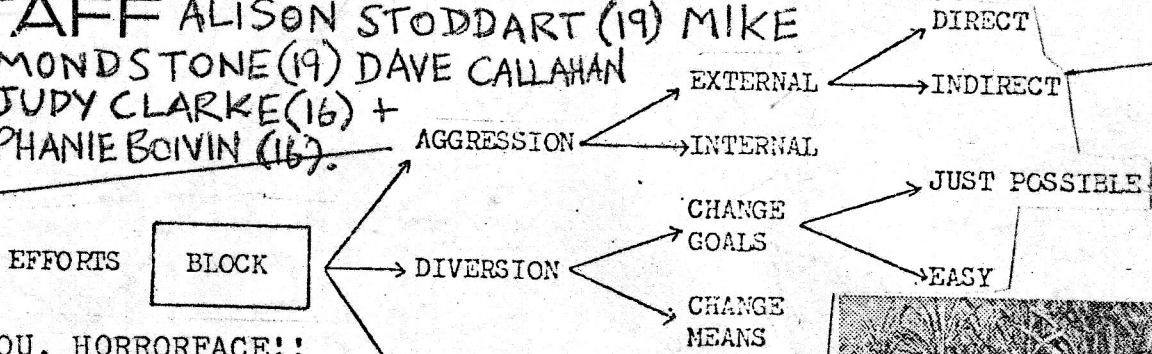 TAFF ALISON STODDART (19) MIKE
MONDSTONE (19) DAVE CALLAHAN
JUDY CLARKE (16) +
PHANIE BOIVIN (16).
DIRECT
EXTERNAL
INDIRECT
AGGRESSION
INTERNAL
JUST POSSIBLE
CHANGE
GOALS
EFFORTS
BLOCK
DIVERSION
EASY
CHANGE
MEANS
OU, HORRORFACE!!